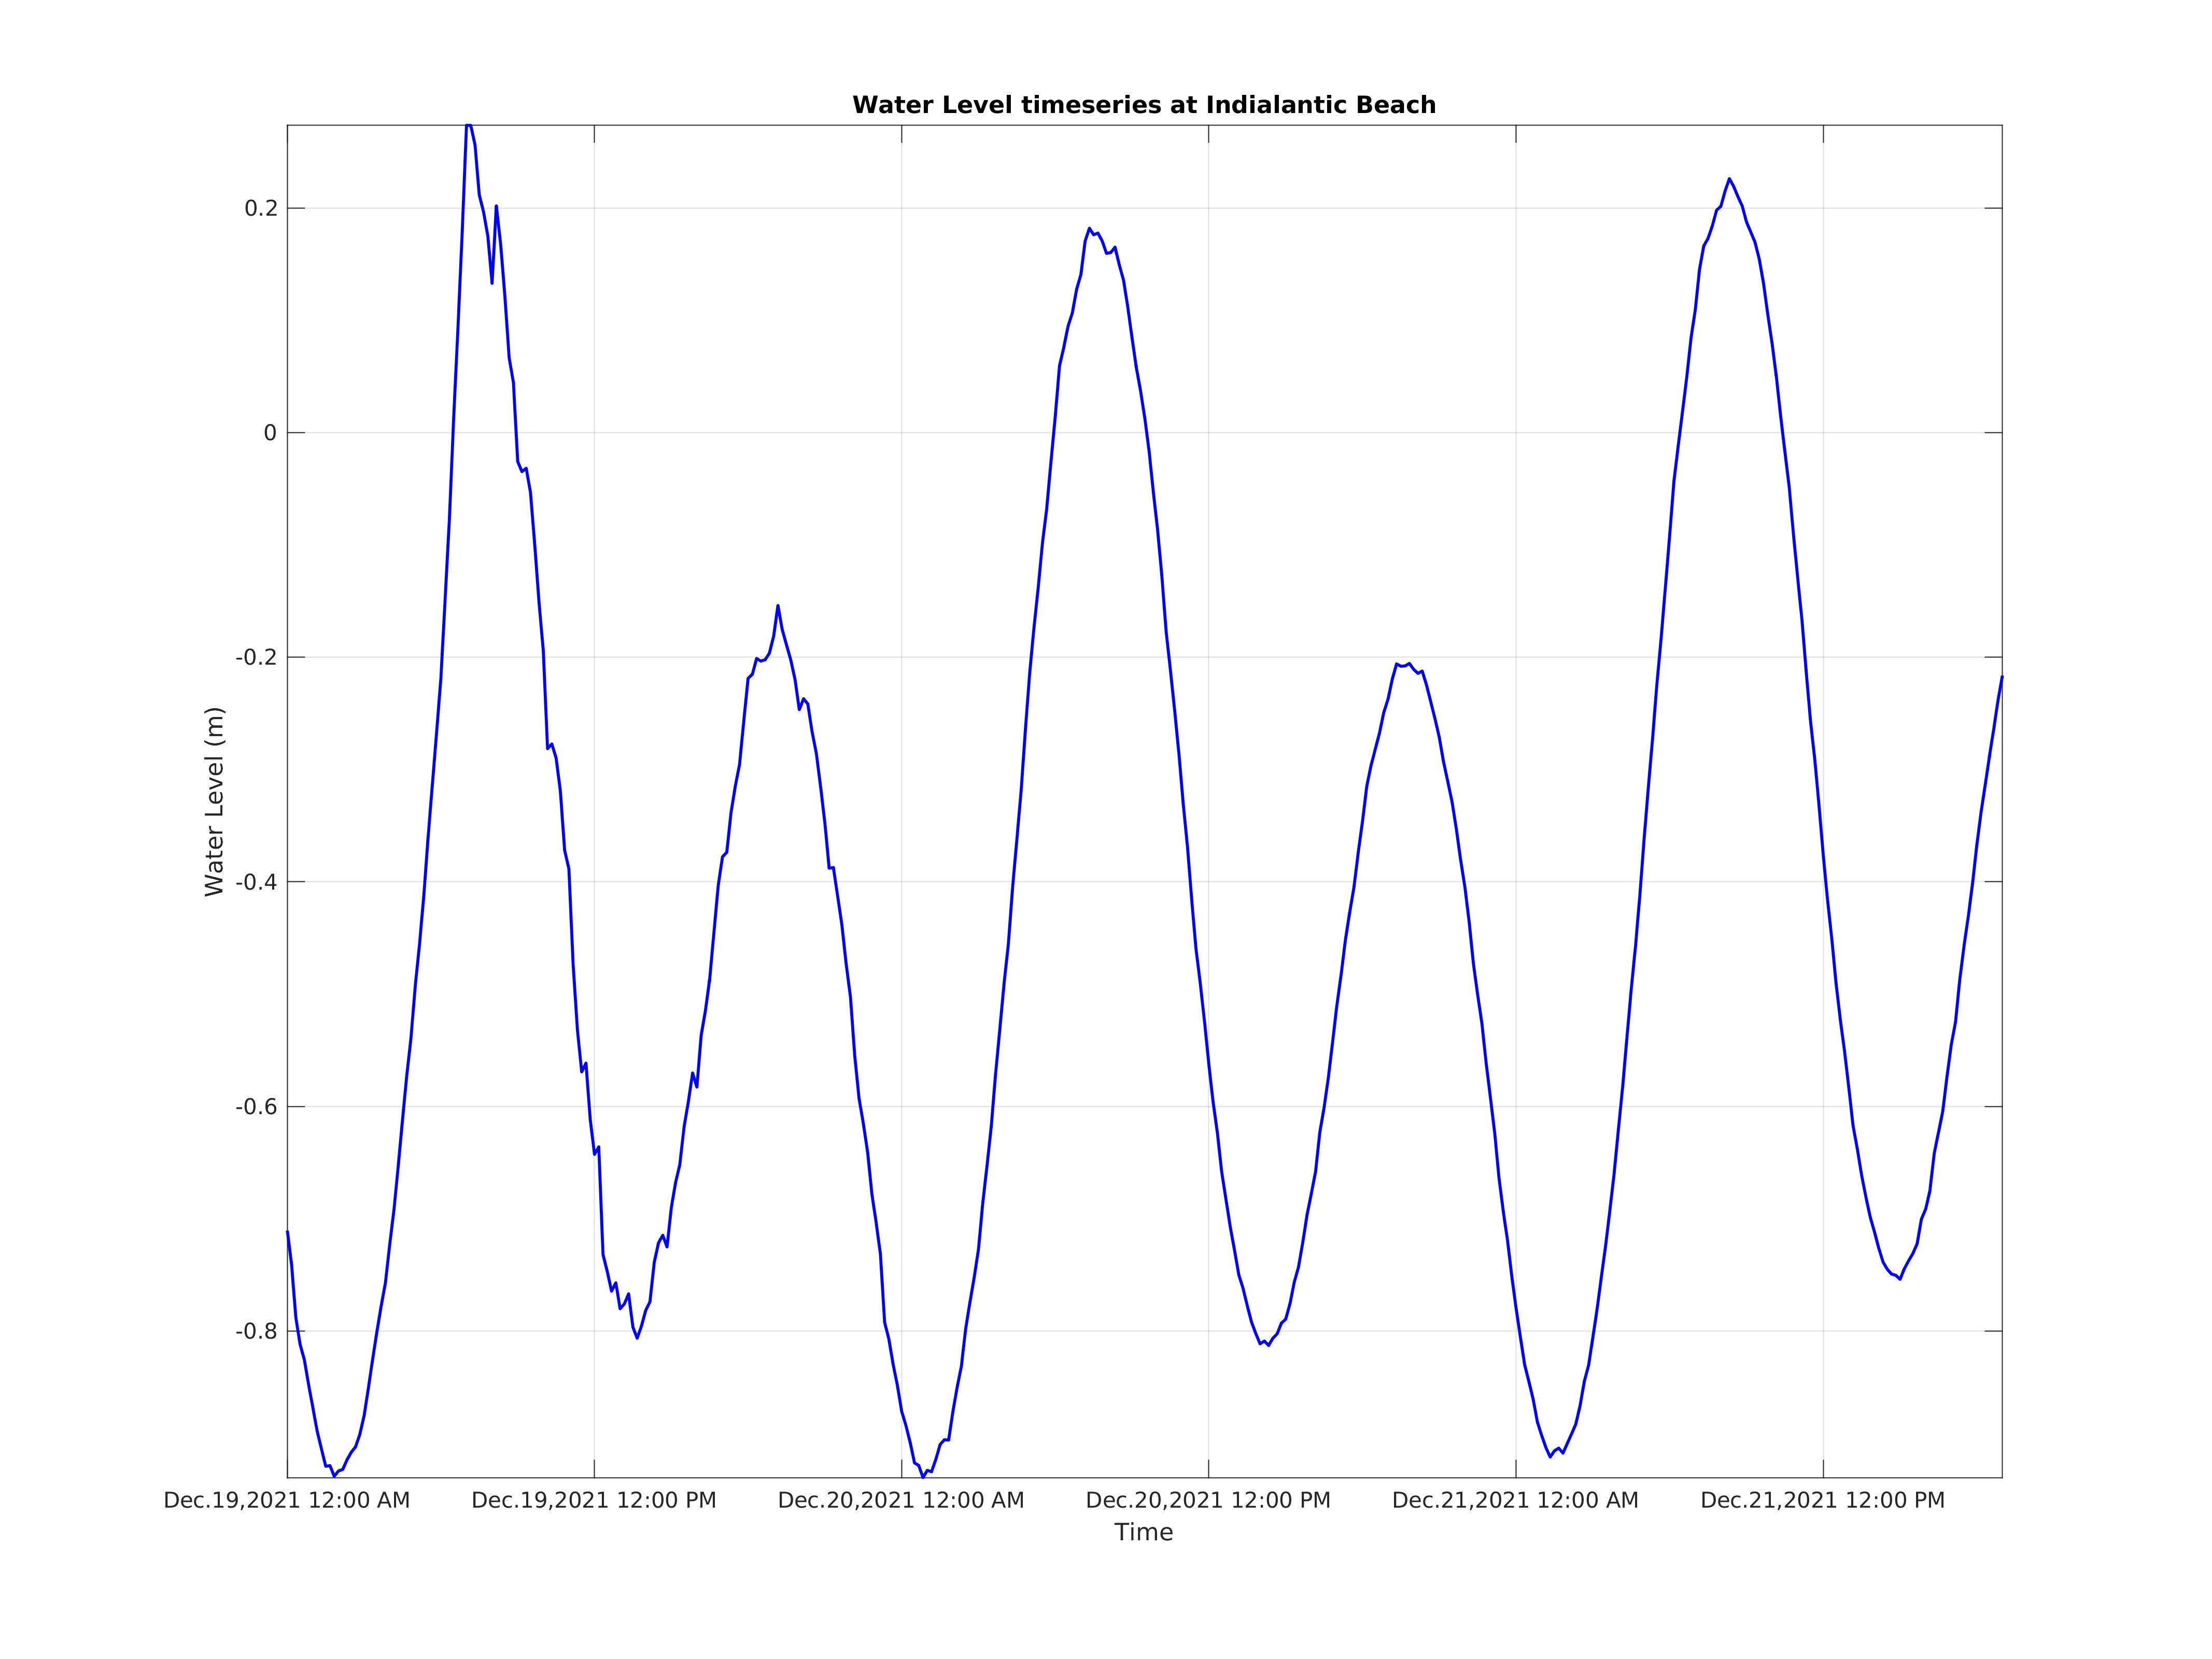 Water Level timeseries at Indialantic Beach
0.2
0
-0.2
-0.4
-0.6
-0.8
Water Level (m)
Dec.19,2021 12:00 AM
Dec.19,2021 12:00 PM
Dec.20,2021 12:00 AM
Dec.20,2021 12:00 PM
Dec.21,2021 12:00 AM
Dec.21,2021 12:00 PM
Time